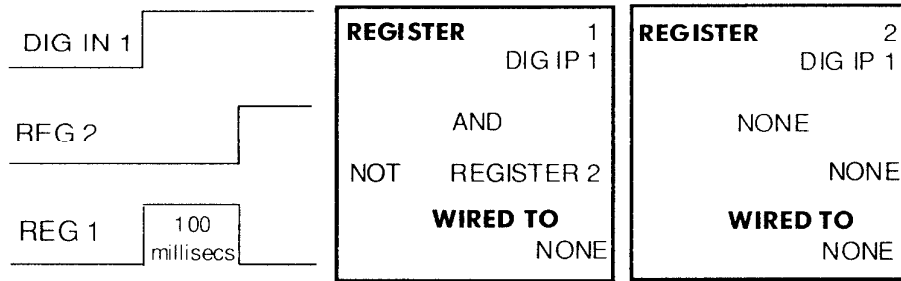 DIG IN 1
REG 2
REG 1
100
millisecs
REGISTER 1
DIG IP 1
AND
NOT REGISTER 2
WIRED TO
NONE
REGISTER 2
DIG IP 1
NONE
NONE
WIRED TO
NONE